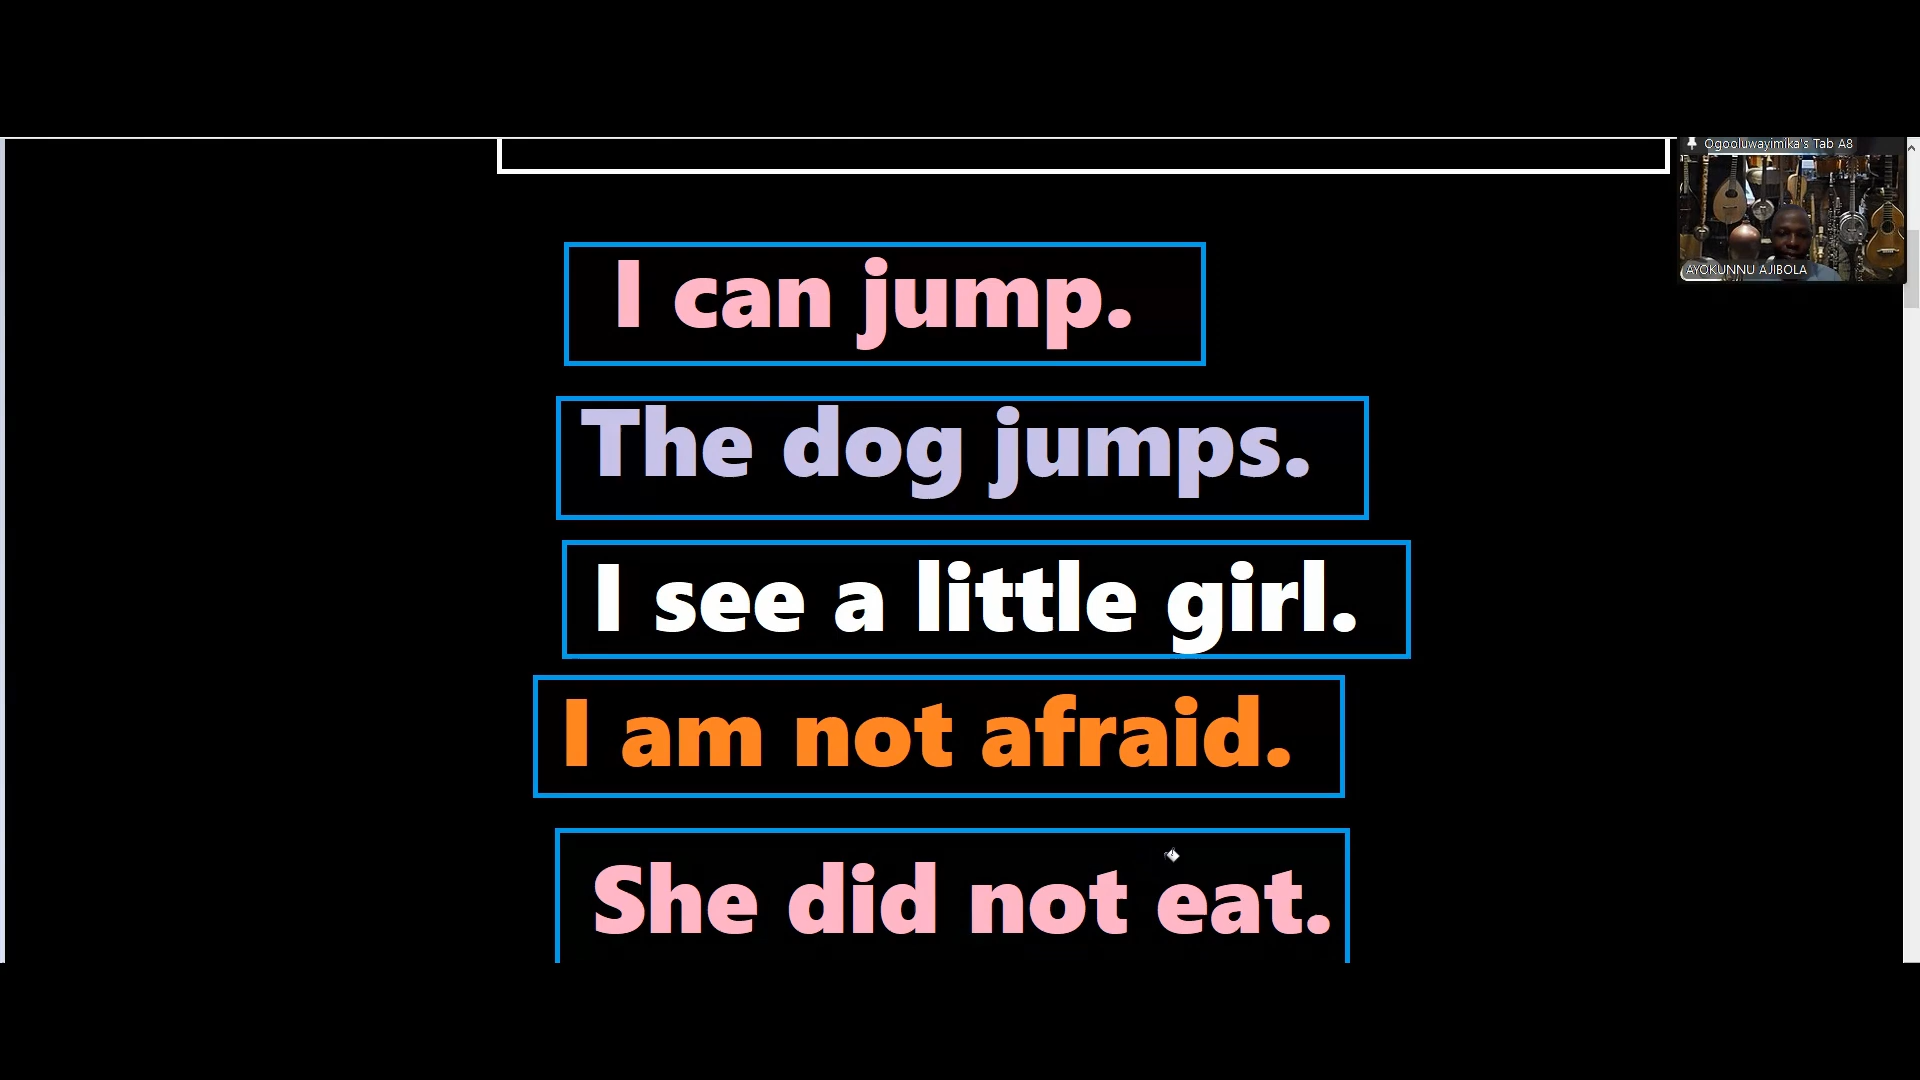 Ogooluwayimika's Tab A8
AYOKUNNU AJIBOLA
I can jump.
The dog jumps.
I see a little girl.
I am not afraid.
She did not eat.